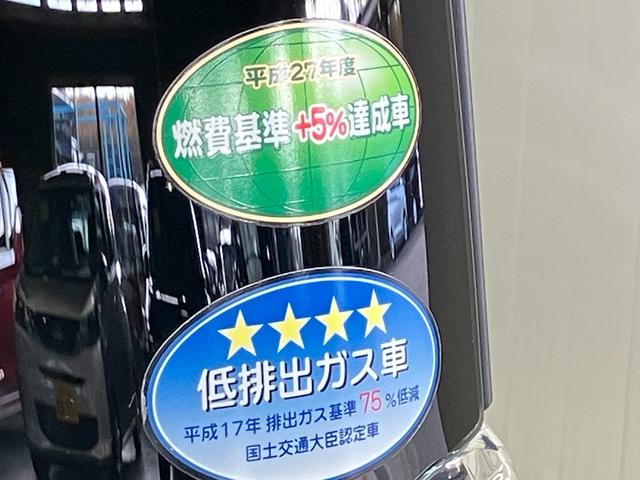 平成27年度
燃費基準+5%達成車
低排出ガス車
平成17年 排出ガス基準75%低減
国土交通大臣認定車